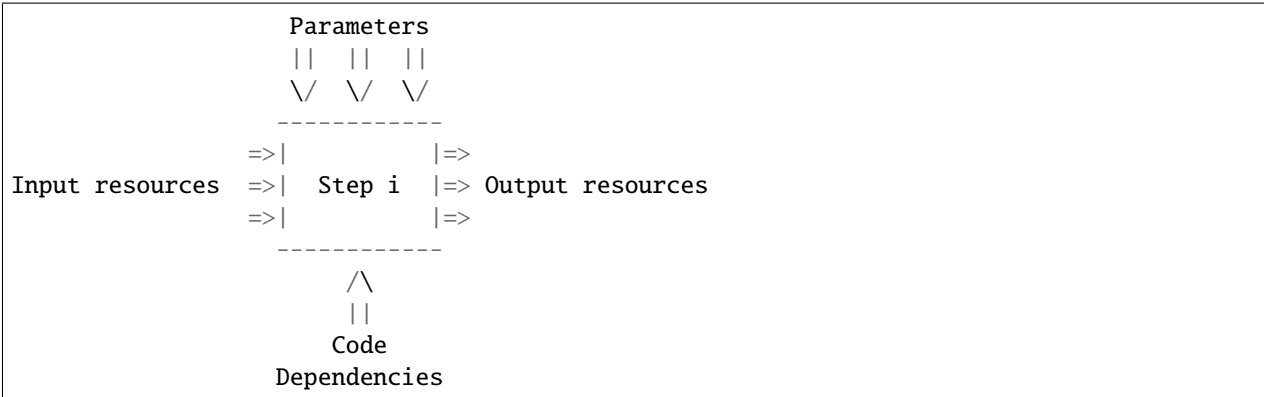 Parameters
||  ||  ||
\/  \/  \/
------------
=>|          |=>
Input resources  =>|  Step i  |=> Output resources
=>|          |=>
------------
/\
||
Code
Dependencies